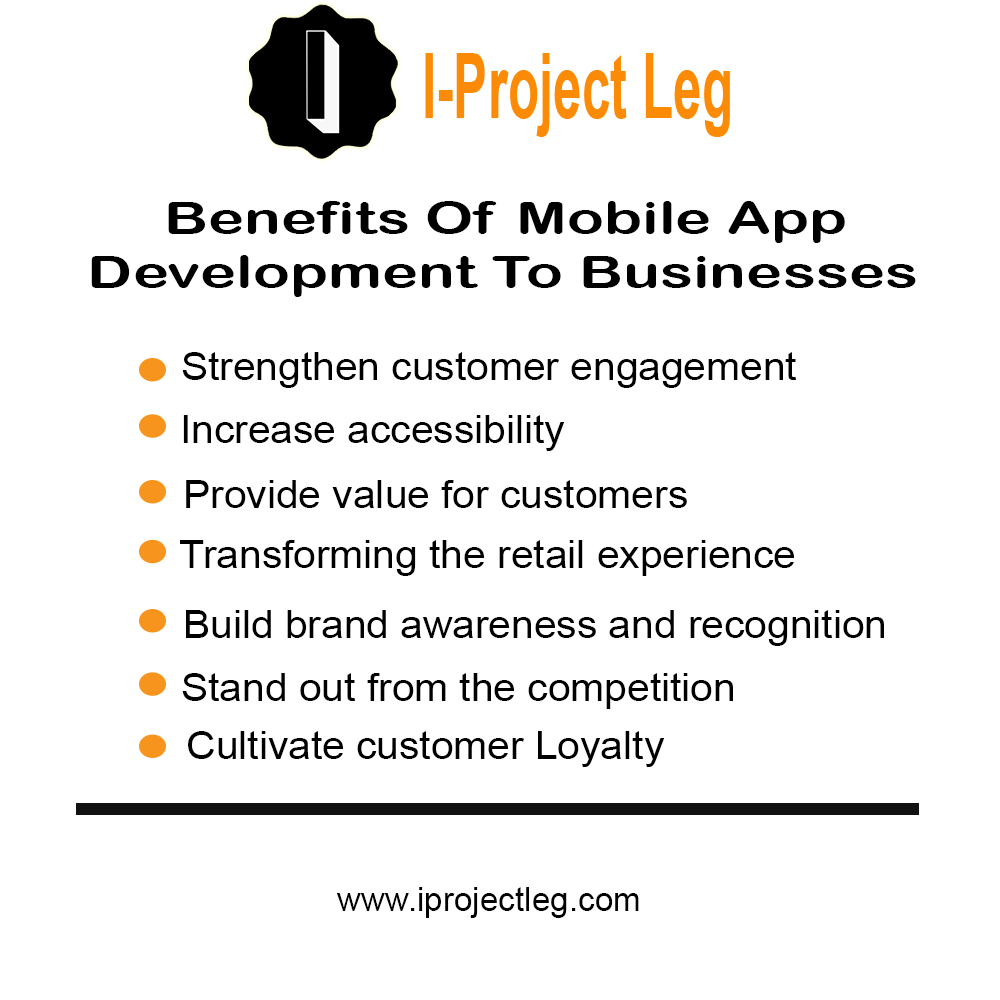 I-Project Leg
Benefits Of Mobile App
Development To Businesses
Strengthen customer engagement
Increase accessibility
Provide value for customers
Transforming the retail experience
Build brand awareness and recognition
Stand out from the competition
Cultivate customer Loyalty
www.iprojectleg.com